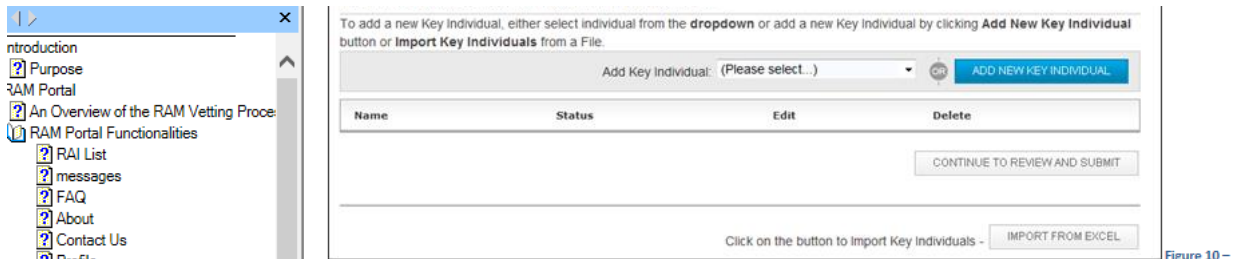 ntroduction
Purpose
RAM Portal
An Overview of the RAM Vetting Proce
RAM Portal Functionalities
RAI List
messages
FAQ
About
Contact Us
To add a new Key Individual, either select individual from the dropdown or add a new Key Individual by clicking Add New Key Individual
button or Import Key Individuals from a File.
Add Key Individual: (Please select...) OR ADD NEW KEY INDIVIDUAL
Name Status Edit Delete
CONTINUE TO REVIEW AND SUBMIT
Click on the button to Import Key Individuals - IMPORT FROM EXCEL
Figure 10 –